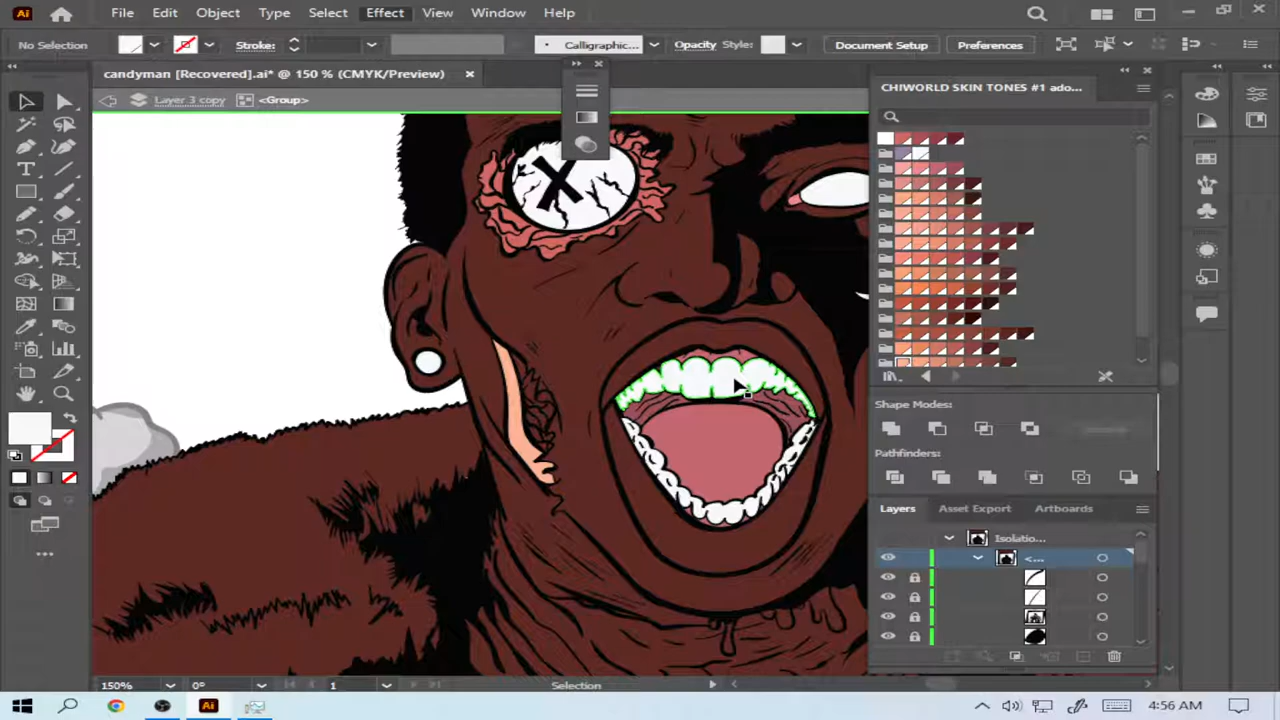 Ai File Edit Object Type Select Effect View Window Help
No Selection Stroke: Calligraphic... Opacity Style: Document Setup Preferences
candyman [Recovered].ai* @ 150 % (CMYK/Preview)
Layer 3 copy <Group>
CHIWORLD SKIN TONES #1 ado...
X
Shape Modes:
Pathfinders:
Layers Asset Export Artboards
Isolatio...
<...
150% 0° 1 Selection
Ai 4:56 AM